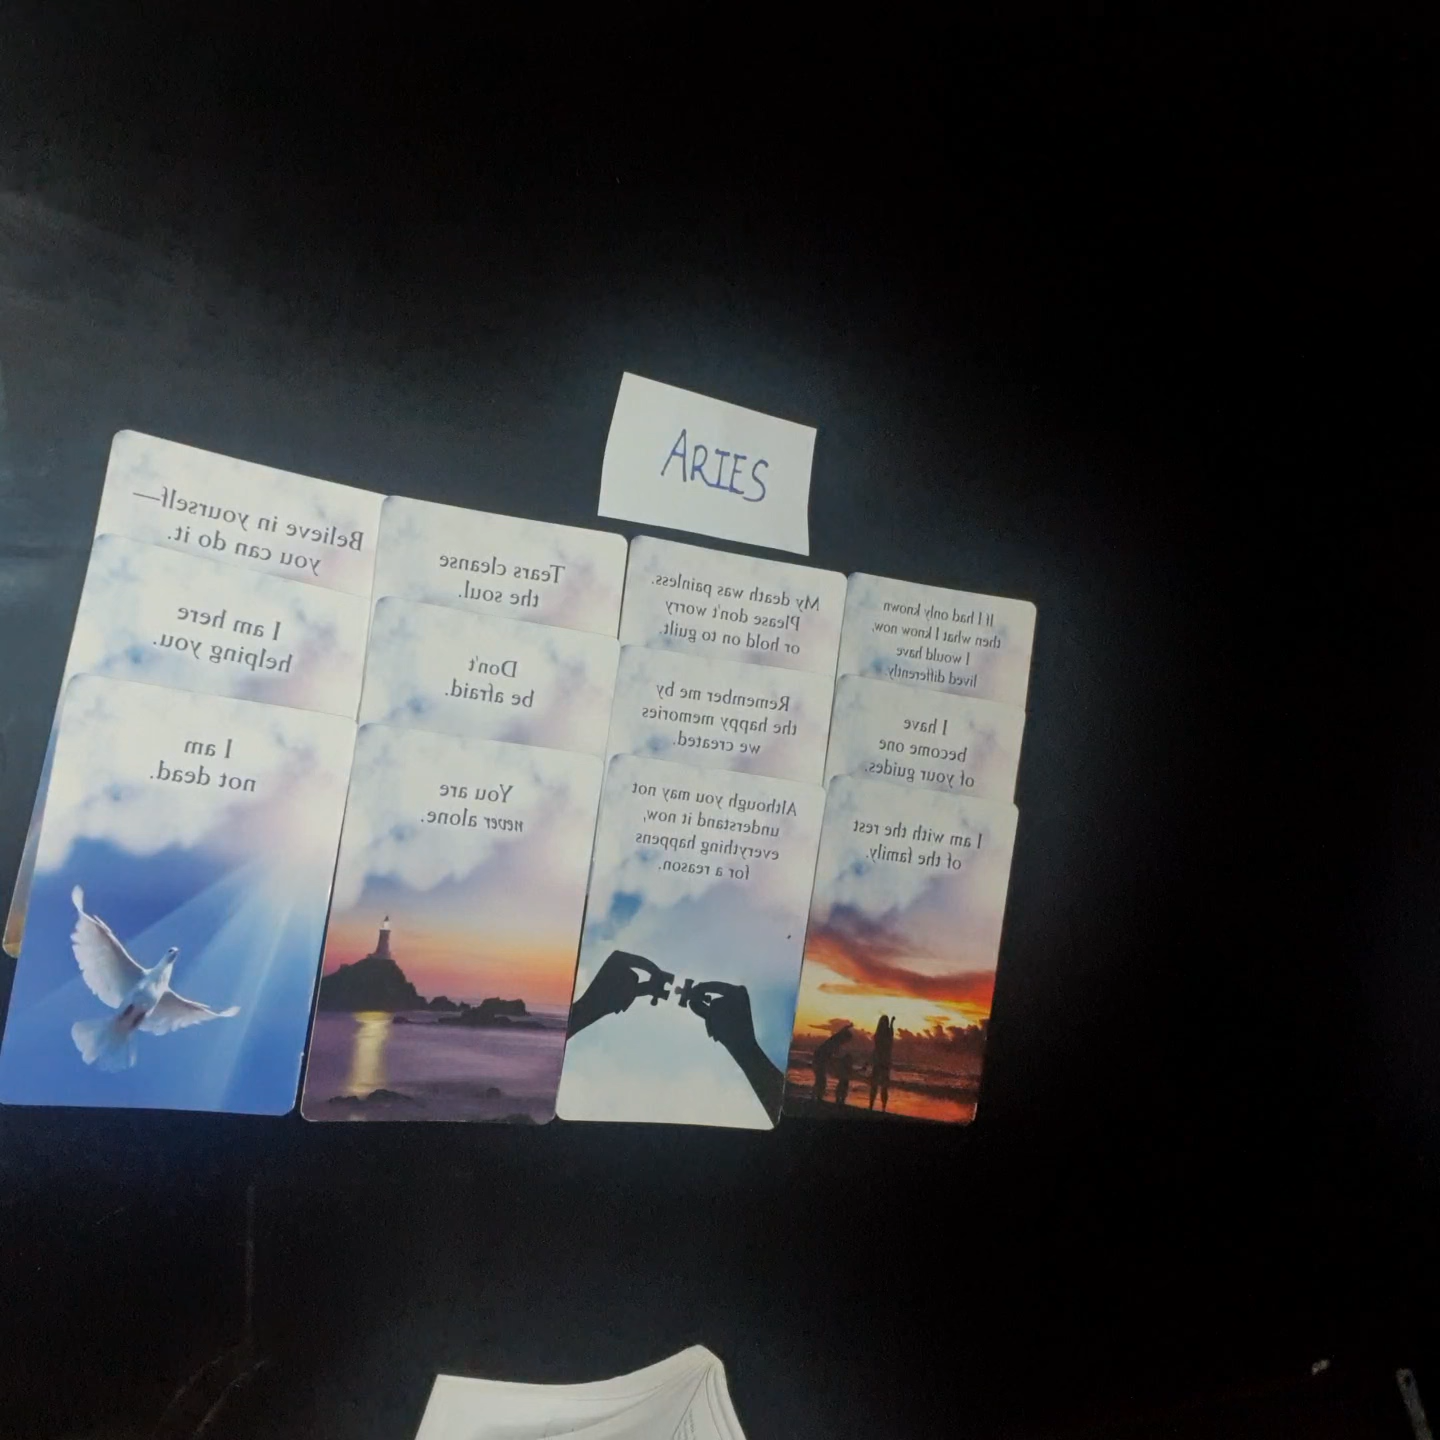 ARIES
Believe in yourself—
you can do it.
I am here
helping you.
I am
not dead.
Tears cleanse
the soul.
Don't
be afraid.
You are
never alone.
My death was painless.
Please don't worry
or hold on to guilt.
Remember me by
the happy memories
we created.
Although you may not
understand it now,
everything happens
for a reason.
If I had only known
then what I know now,
I would have
lived differently.
I have
become one
of your guides.
I am with the rest
of the family.